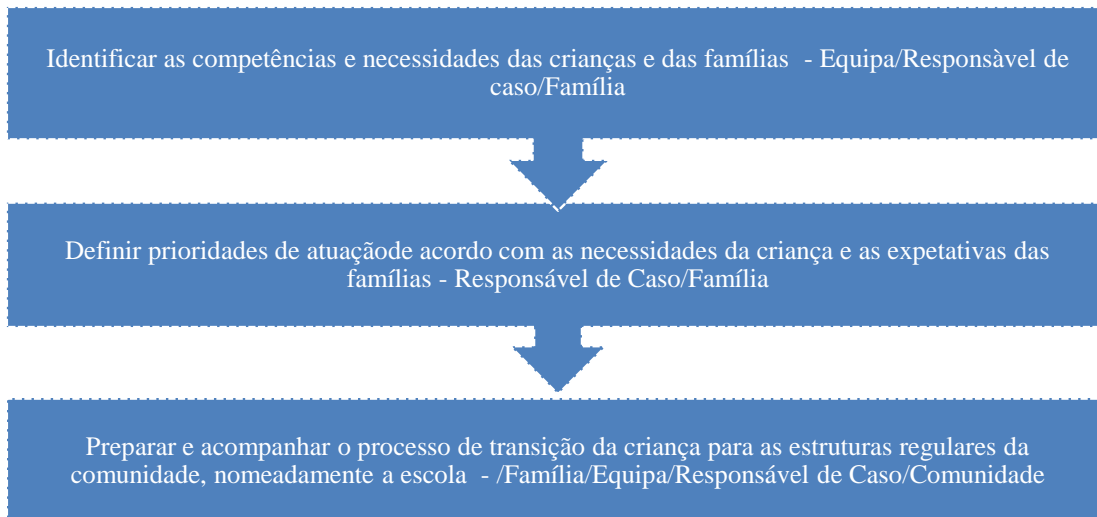 Identificar as competências e necessidades das crianças e das famílias  - Equipa/Responsàvel de
caso/Família
Definir prioridades de atuaçãode acordo com as necessidades da criança e as expetativas das
famílias - Responsável de Caso/Família
Preparar e acompanhar o processo de transição da criança para as estruturas regulares da
comunidade, nomeadamente a escola  - /Família/Equipa/Responsável de Caso/Comunidade